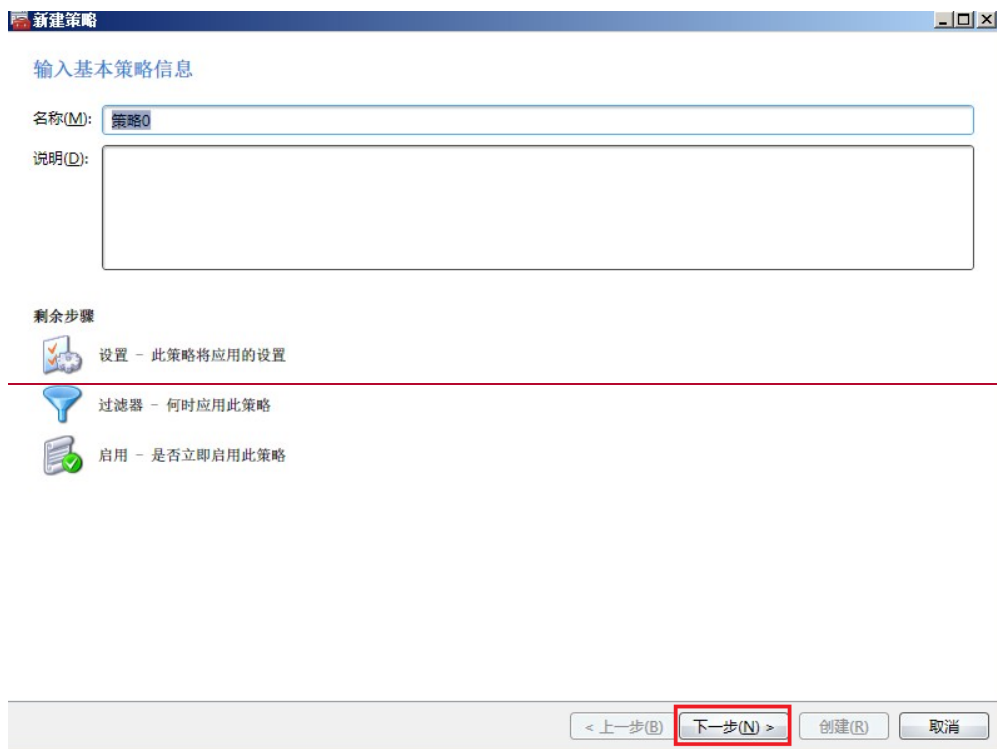 新建策略
输入基本策略信息
名称(M): 策略0
说明(D):
剩余步骤
设置 - 此策略将应用的设置
过滤器 - 何时应用此策略
启用 - 是否立即启用此策略
< 上一步(B) 下一步(N) > 创建(R) 取消